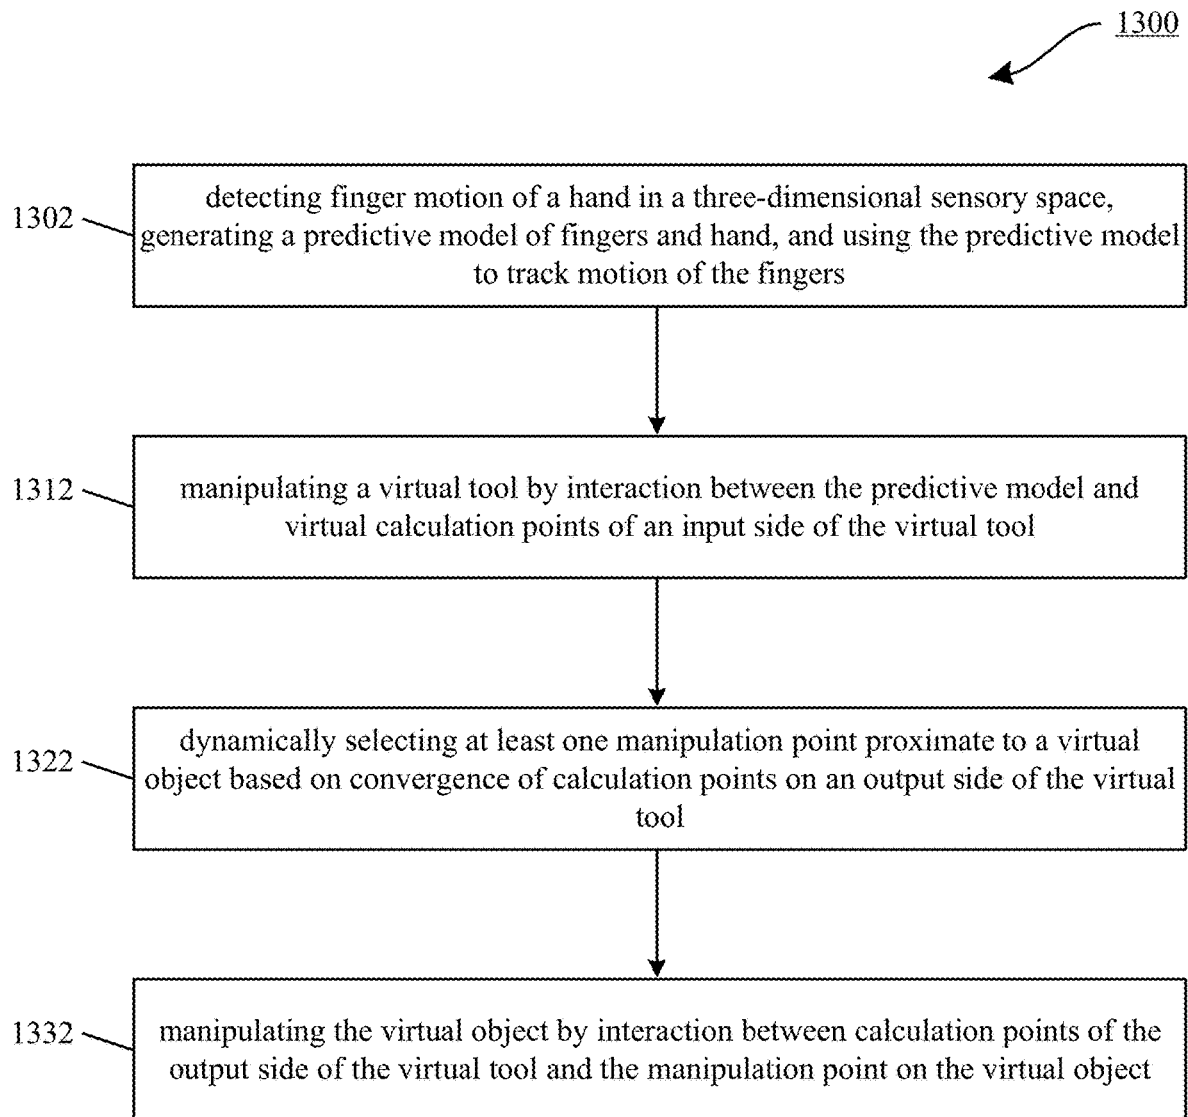 1300
1302
detecting finger motion of a hand in a three-dimensional sensory space,
generating a predictive model of fingers and hand, and using the predictive model
to track motion of the fingers
1312
manipulating a virtual tool by interaction between the predictive model and
virtual calculation points of an input side of the virtual tool
1322
dynamically selecting at least one manipulation point proximate to a virtual
object based on convergence of calculation points on an output side of the virtual
tool
1332
manipulating the virtual object by interaction between calculation points of the
output side of the virtual tool and the manipulation point on the virtual object